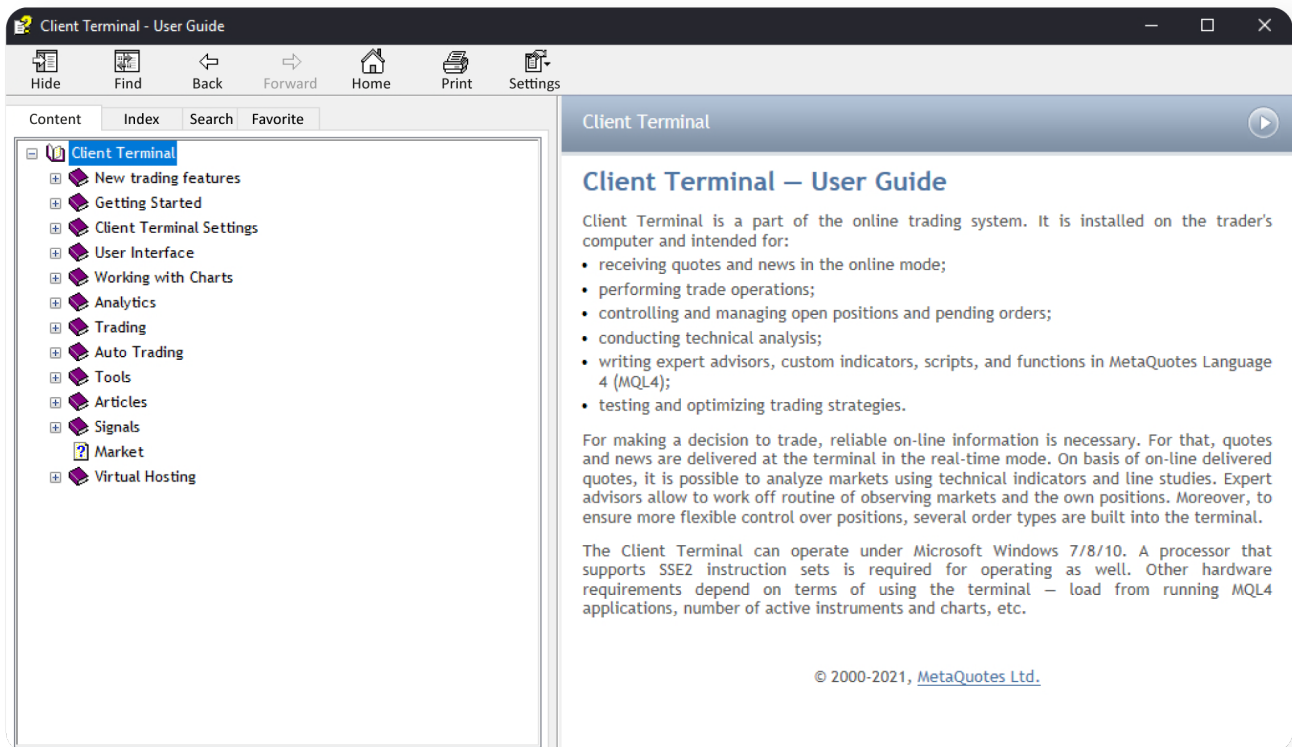 Client Terminal - User Guide
Hide Find Back Forward Home Print Settings
Content Index Search Favorite
Client Terminal
New trading features
Getting Started
Client Terminal Settings
User Interface
Working with Charts
Analytics
Trading
Auto Trading
Tools
Articles
Signals
Market
Virtual Hosting
Client Terminal
Client Terminal — User Guide
Client Terminal is a part of the online trading system. It is installed on the trader's
computer and intended for:
• receiving quotes and news in the online mode;
• performing trade operations;
• controlling and managing open positions and pending orders;
• conducting technical analysis;
• writing expert advisors, custom indicators, scripts, and functions in MetaQuotes Language
4 (MQL4);
• testing and optimizing trading strategies.
For making a decision to trade, reliable on-line information is necessary. For that, quotes
and news are delivered at the terminal in the real-time mode. On basis of on-line delivered
quotes, it is possible to analyze markets using technical indicators and line studies. Expert
advisors allow to work off routine of observing markets and the own positions. Moreover, to
ensure more flexible control over positions, several order types are built into the terminal.
The Client Terminal can operate under Microsoft Windows 7/8/10. A processor that
supports SSE2 instruction sets is required for operating as well. Other hardware
requirements depend on terms of using the terminal — load from running MQL4
applications, number of active instruments and charts, etc.
© 2000-2021, MetaQuotes Ltd.